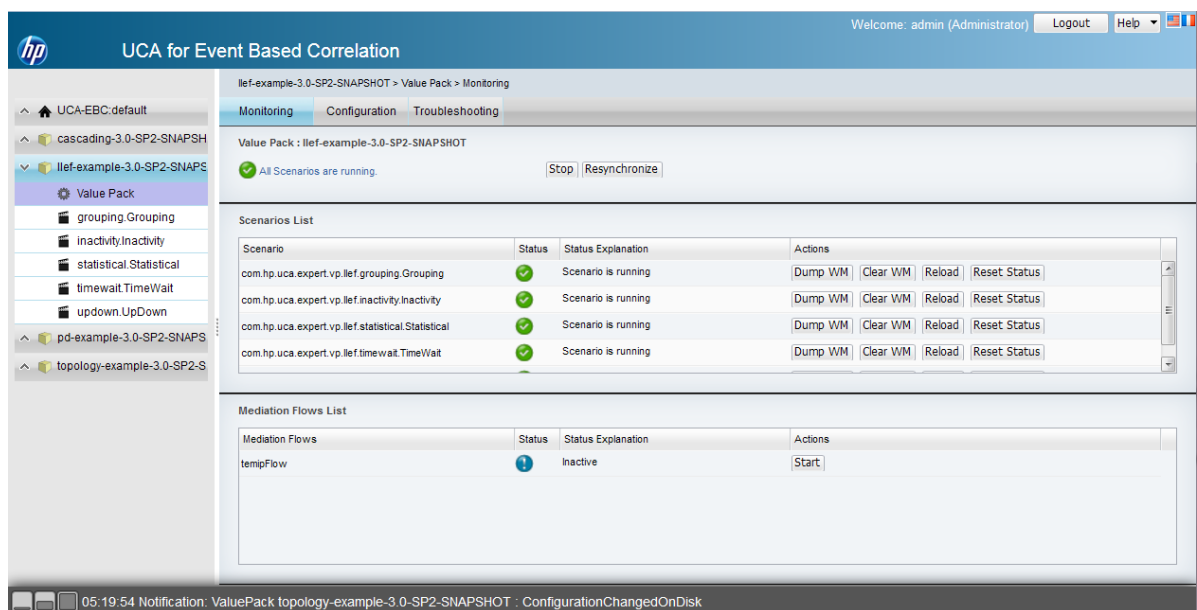 Welcome: admin (Administrator) Logout Help
hp UCA for Event Based Correlation
llef-example-3.0-SP2-SNAPSHOT > Value Pack > Monitoring
UCA-EBC:default
cascading-3.0-SP2-SNAPSH
llef-example-3.0-SP2-SNAPS
Value Pack
grouping.Grouping
inactivity.Inactivity
statistical.Statistical
timewait.TimeWait
updown.UpDown
pd-example-3.0-SP2-SNAPS
topology-example-3.0-SP2-S
Monitoring Configuration Troubleshooting
Value Pack : llef-example-3.0-SP2-SNAPSHOT
All Scenarios are running. Stop Resynchronize
Scenarios List
Scenario Status Status Explanation Actions
com.hp.uca.expert.vp.llef.grouping.Grouping Scenario is running Dump WM Clear WM Reload Reset Status
com.hp.uca.expert.vp.llef.inactivity.Inactivity Scenario is running Dump WM Clear WM Reload Reset Status
com.hp.uca.expert.vp.llef.statistical.Statistical Scenario is running Dump WM Clear WM Reload Reset Status
com.hp.uca.expert.vp.llef.timewait.TimeWait Scenario is running Dump WM Clear WM Reload Reset Status
Mediation Flows List
Mediation Flows Status Status Explanation Actions
temipFlow Inactive Start
05:19:54 Notification: ValuePack topology-example-3.0-SP2-SNAPSHOT : ConfigurationChangedOnDisk